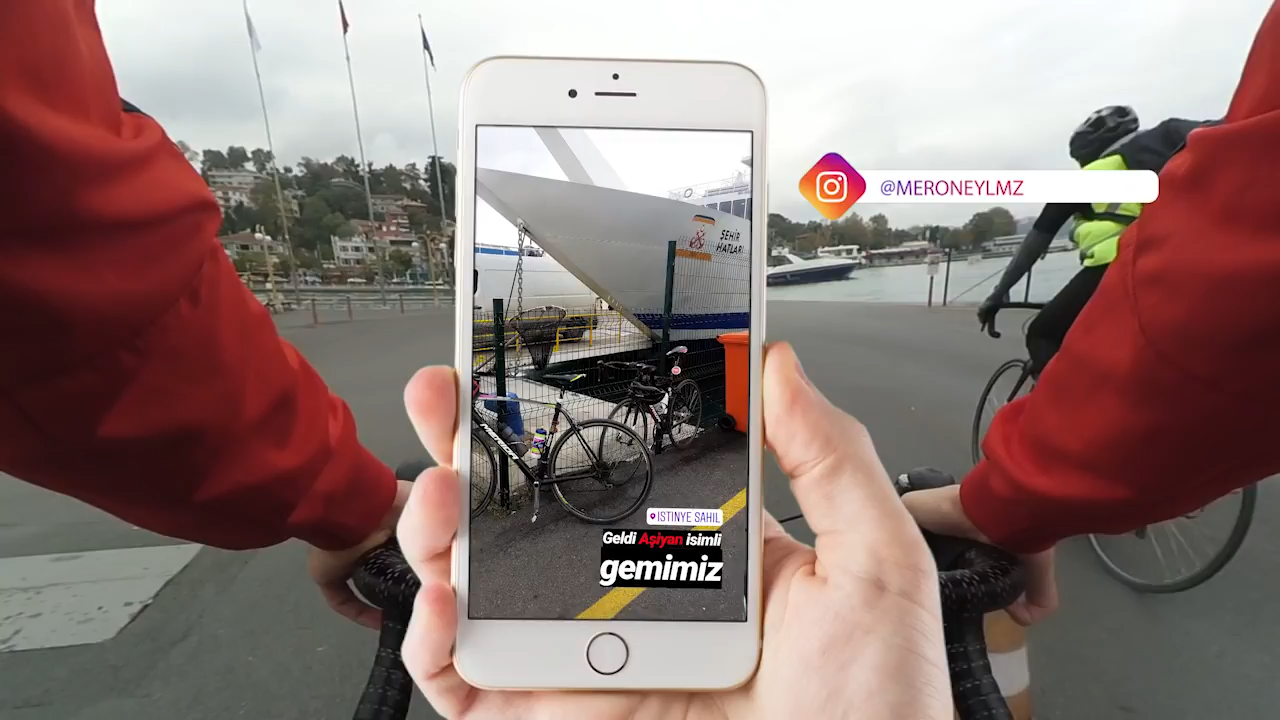 @MERONEYLMZ
ŞEHİR
HATLARI
ISTINYE SAHIL
Geldi Aşiyan isimli
gemimiz